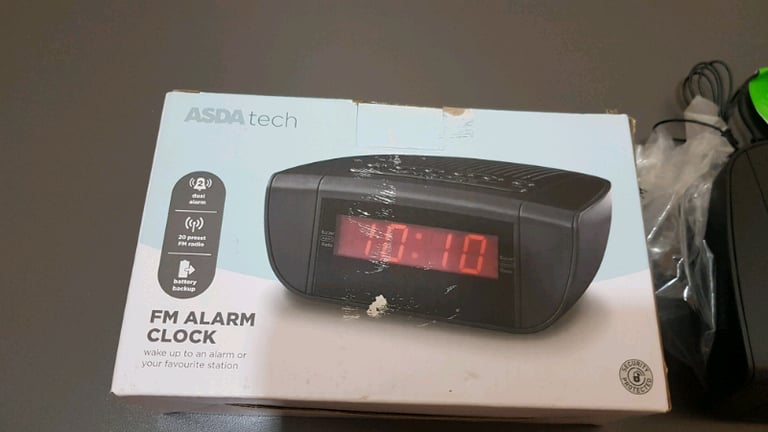 ASDA tech
2
dual
alarm
20 preset
FM radio
battery
backup
10:10
FM ALARM
CLOCK
wake up to an alarm or
your favourite station
SECURITY
PROTECTED